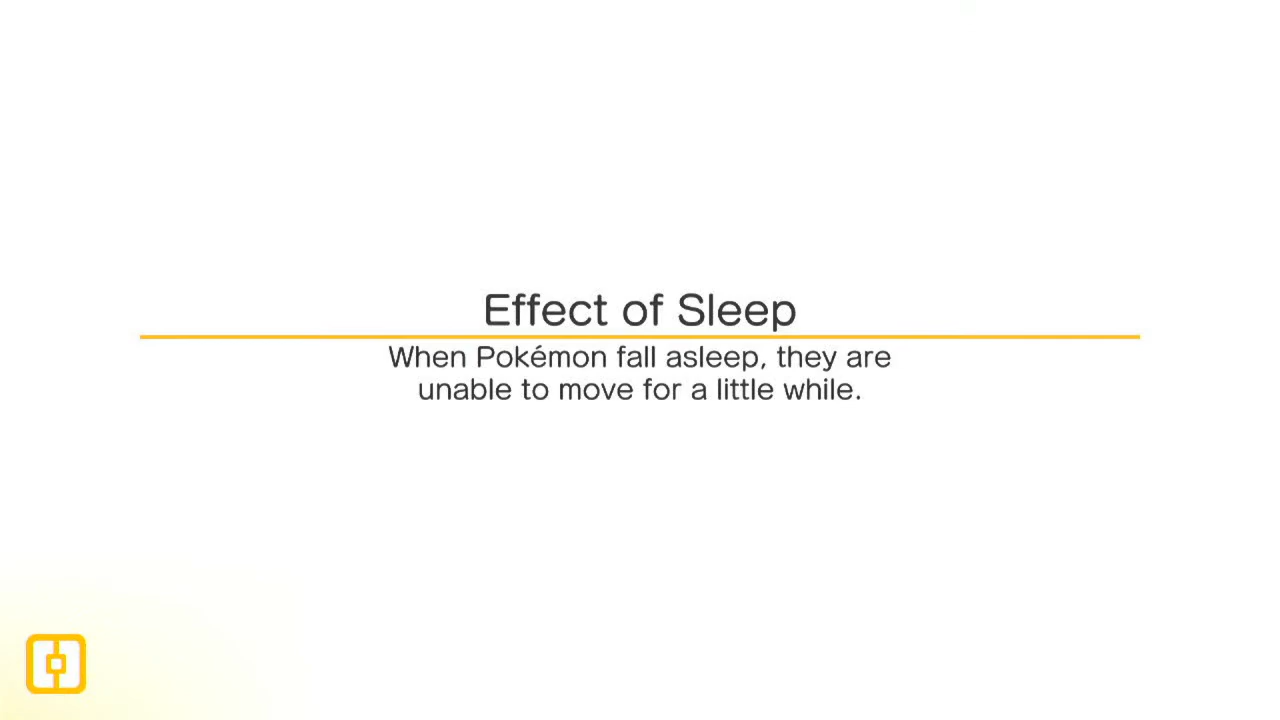 Effect of Sleep
When Pokémon fall asleep, they are
unable to move for a little while.